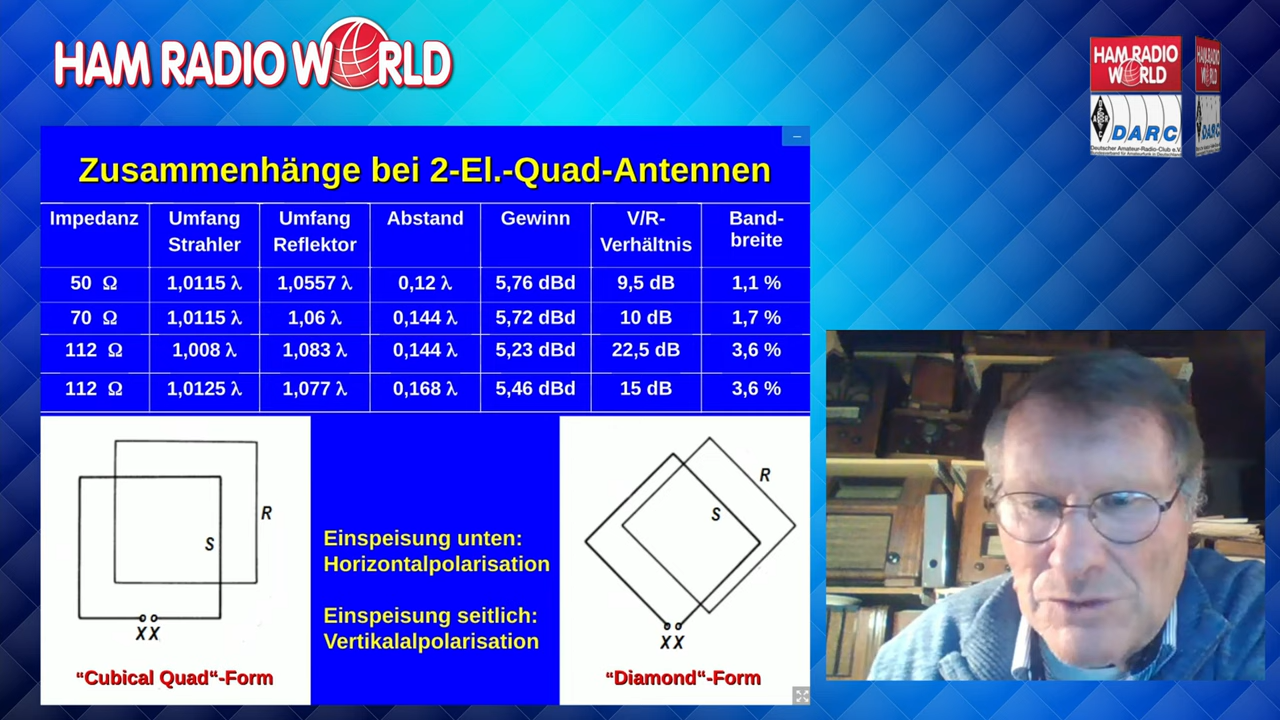 HAM RADIO WORLD
HAM RADIO
WORLD
DARC
Deutscher Amateur-Radio-Club e.V.
HAM RADIO
WORLD
DARC
Zusammenhänge bei 2-El.-Quad-Antennen
Impedanz Umfang Strahler Umfang Reflektor Abstand Gewinn V/R-Verhältnis Band-breite
50 Ω 1,0115 λ 1,0557 λ 0,12 λ 5,76 dBd 9,5 dB 1,1 %
70 Ω 1,0115 λ 1,06 λ 0,144 λ 5,72 dBd 10 dB 1,7 %
112 Ω 1,008 λ 1,083 λ 0,144 λ 5,23 dBd 22,5 dB 3,6 %
112 Ω 1,0125 λ 1,077 λ 0,168 λ 5,46 dBd 15 dB 3,6 %
R
S
X X
“Cubical Quad“-Form
Einspeisung unten:
Horizontalpolarisation
Einspeisung seitlich:
Vertikalalpolarisation
R
S
X X
“Diamond“-Form